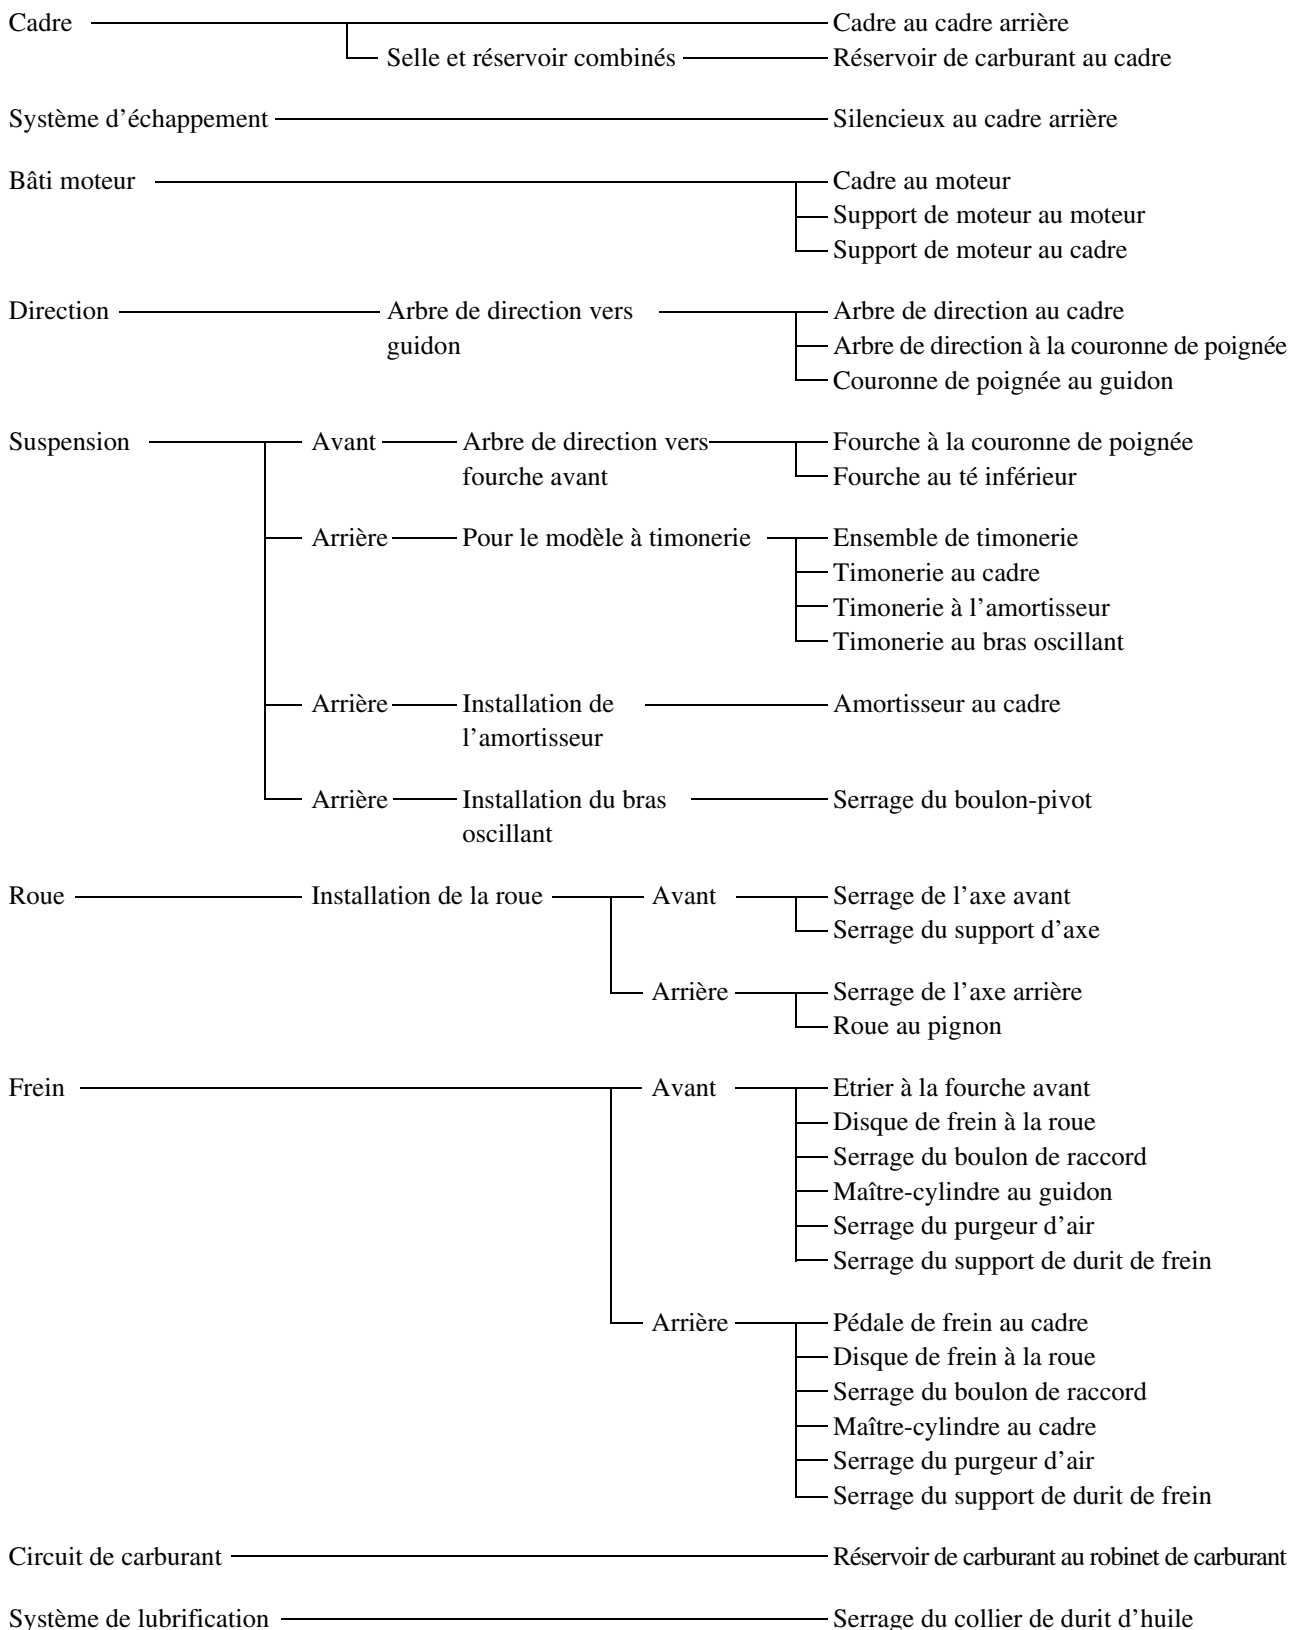 Cadre Cadre au cadre arrière
Selle et réservoir combinés Réservoir de carburant au cadre
Système d’échappement Silencieux au cadre arrière
Bâti moteur Cadre au moteur
Support de moteur au moteur
Support de moteur au cadre
Direction Arbre de direction vers Arbre de direction au cadre
guidon Arbre de direction à la couronne de poignée
Couronne de poignée au guidon
Suspension Avant Arbre de direction vers Fourche à la couronne de poignée
fourche avant Fourche au té inférieur
Arrière Pour le modèle à timonerie Ensemble de timonerie
Timonerie au cadre
Timonerie à l’amortisseur
Timonerie au bras oscillant
Arrière Installation de Amortisseur au cadre
l’amortisseur
Arrière Installation du bras Serrage du boulon-pivot
oscillant
Roue Installation de la roue Avant Serrage de l’axe avant
Serrage du support d’axe
Arrière Serrage de l’axe arrière
Roue au pignon
Frein Avant Etrier à la fourche avant
Disque de frein à la roue
Serrage du boulon de raccord
Maître-cylindre au guidon
Serrage du purgeur d’air
Serrage du support de durit de frein
Arrière Pédale de frein au cadre
Disque de frein à la roue
Serrage du boulon de raccord
Maître-cylindre au cadre
Serrage du purgeur d’air
Serrage du support de durit de frein
Circuit de carburant Réservoir de carburant au robinet de carburant
Système de lubrification Serrage du collier de durit d’huile